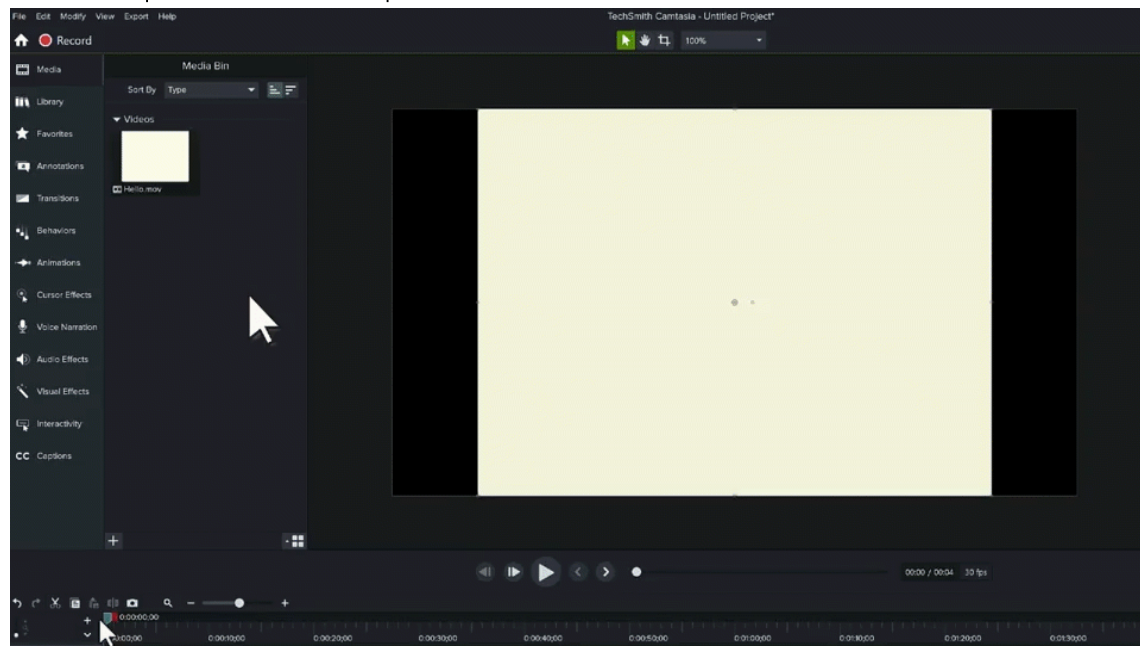 File Edit Modify View Export Help
TechSmith Camtasia - Untitled Project*
Record
100%
Media
Media Bin
Sort By Type
Library
Videos
Favorites
Annotations
Hello.mov
Transitions
Behaviors
Animations
Cursor Effects
Voice Narration
Audio Effects
Visual Effects
Interactivity
CC Captions
00:00 / 00:04 30 fps
0:00:00;00
0:00:10;00 0:00:20;00 0:00:30;00 0:00:40;00 0:00:50;00 0:01:00;00 0:01:10;00 0:01:20;00 0:01:30;00